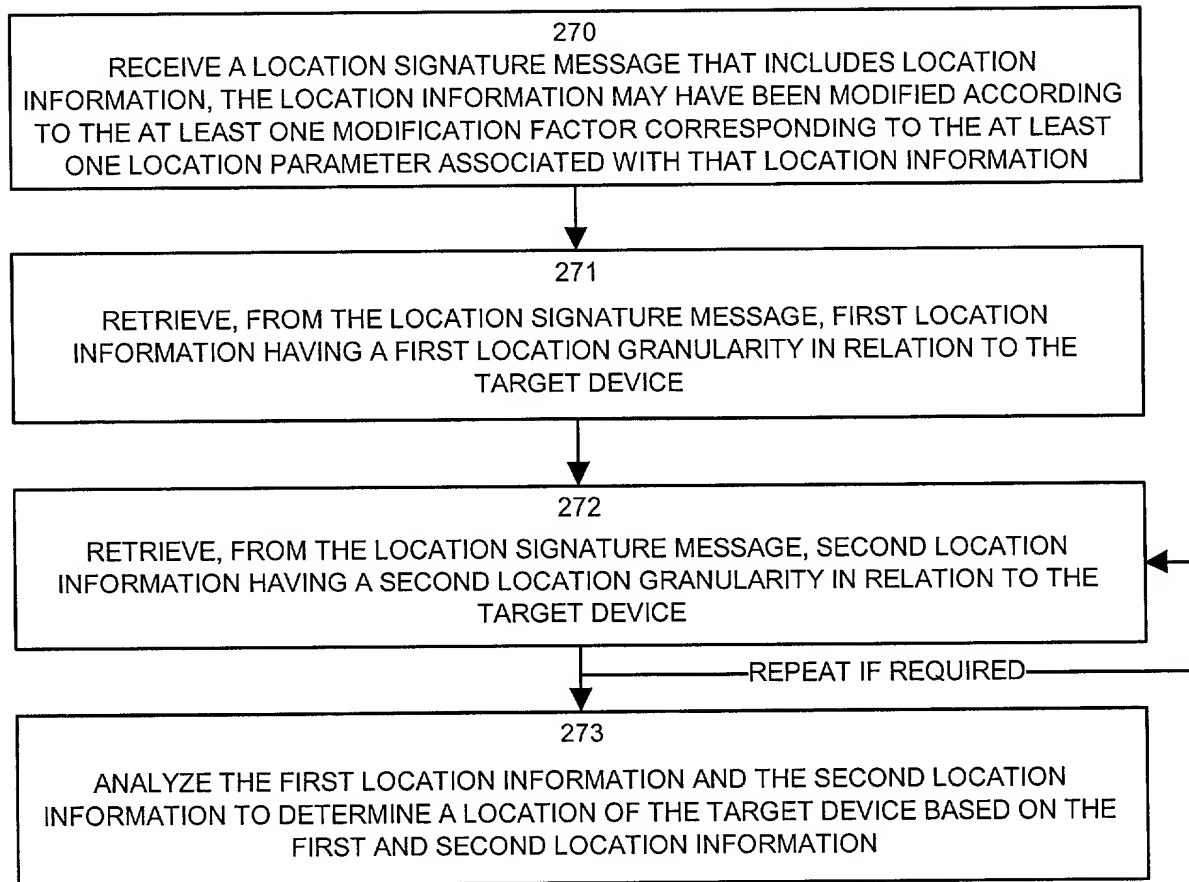 270
RECEIVE A LOCATION SIGNATURE MESSAGE THAT INCLUDES LOCATION
INFORMATION, THE LOCATION INFORMATION MAY HAVE BEEN MODIFIED ACCORDING
TO THE AT LEAST ONE MODIFICATION FACTOR CORRESPONDING TO THE AT LEAST
ONE LOCATION PARAMETER ASSOCIATED WITH THAT LOCATION INFORMATION
271
RETRIEVE, FROM THE LOCATION SIGNATURE MESSAGE, FIRST LOCATION
INFORMATION HAVING A FIRST LOCATION GRANULARITY IN RELATION TO THE
TARGET DEVICE
272
RETRIEVE, FROM THE LOCATION SIGNATURE MESSAGE, SECOND LOCATION
INFORMATION HAVING A SECOND LOCATION GRANULARITY IN RELATION TO THE
TARGET DEVICE
REPEAT IF REQUIRED
273
ANALYZE THE FIRST LOCATION INFORMATION AND THE SECOND LOCATION
INFORMATION TO DETERMINE A LOCATION OF THE TARGET DEVICE BASED ON THE
FIRST AND SECOND LOCATION INFORMATION